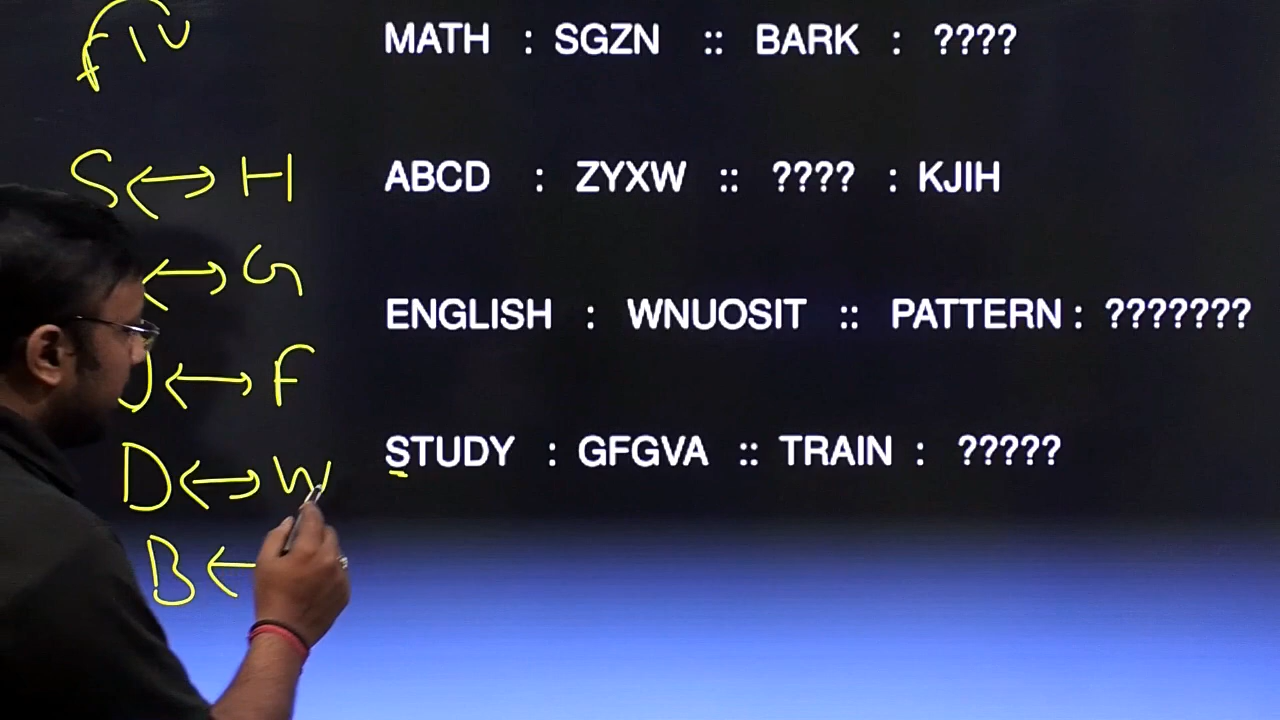 MATH : SGZN :: BARK : ????
S ↔ H
ABCD : ZYXW :: ???? : KJIH
↔ G
ENGLISH : WNUOSIT :: PATTERN : ???????
U ↔ F
STUDY : GFGVA :: TRAIN : ?????
D ↔ W
B ←